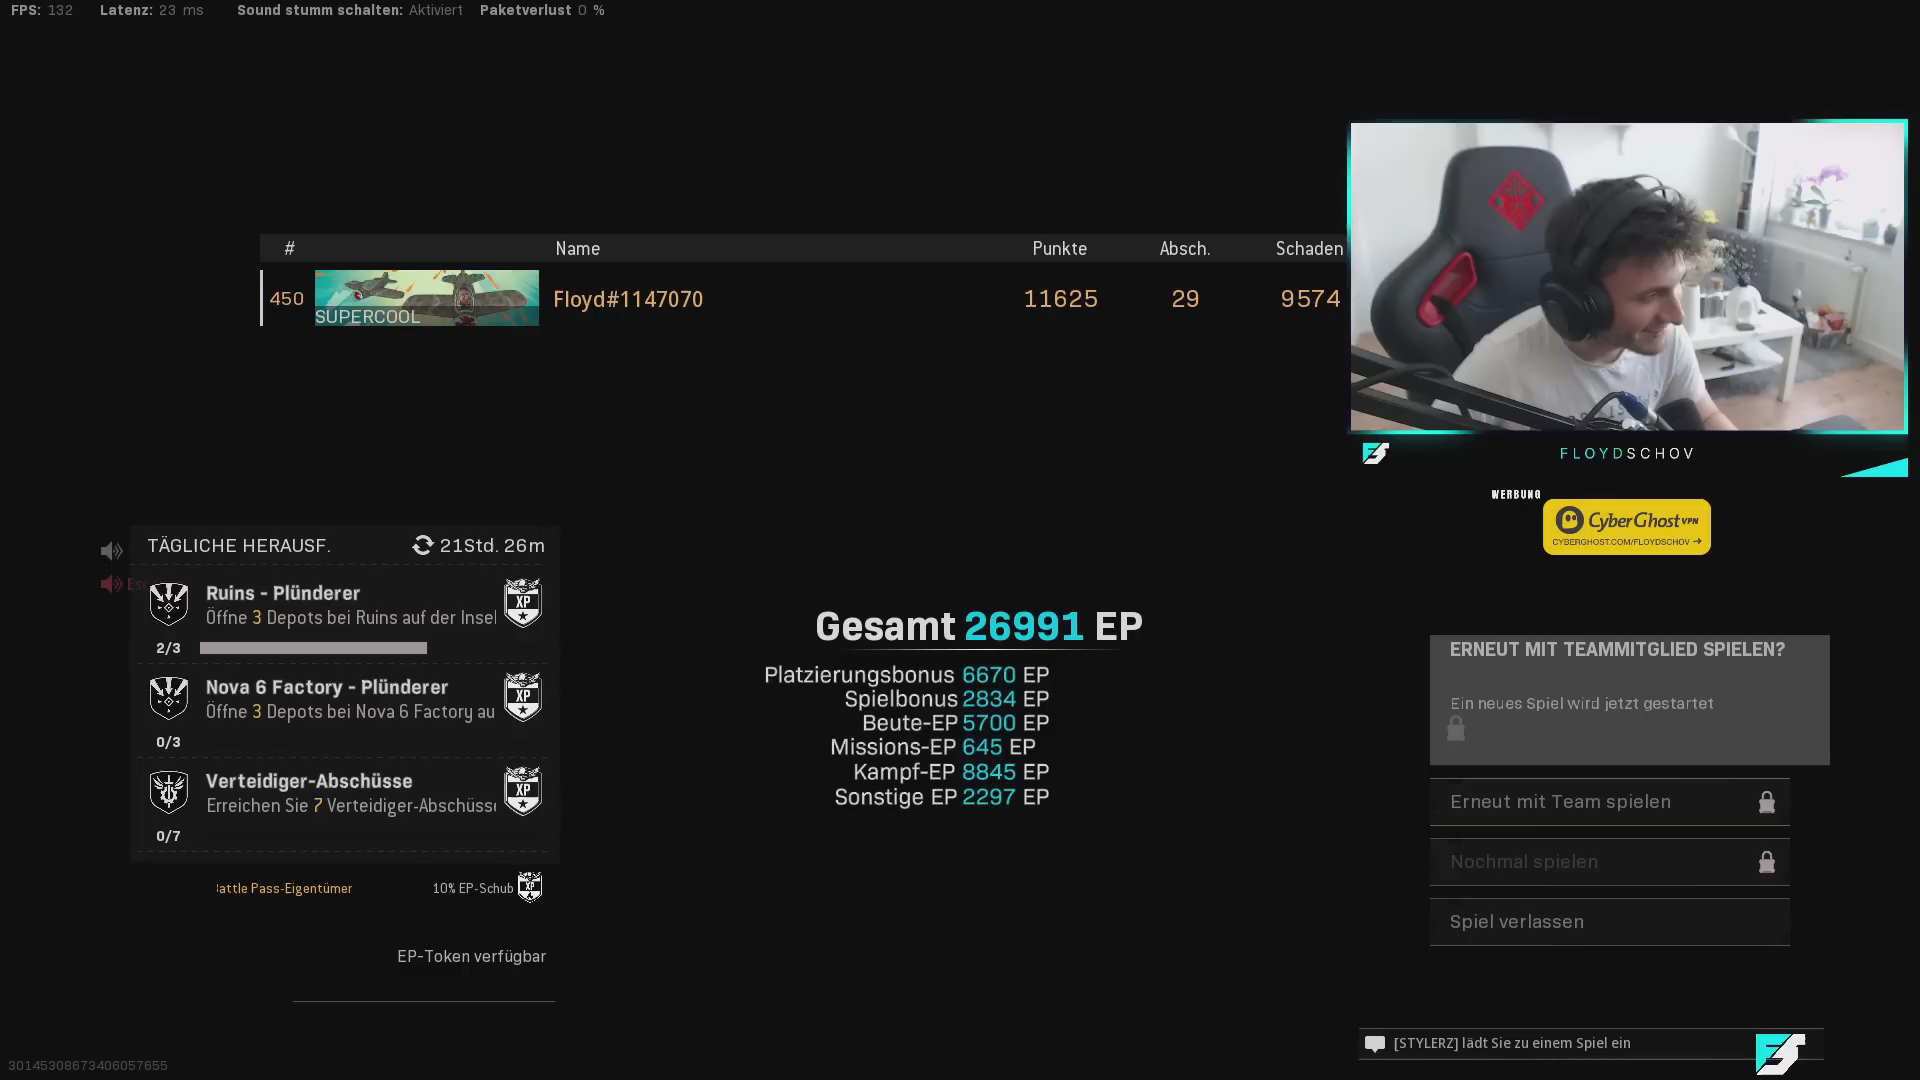 FPS: 132 Latenz: 23 ms Sound stumm schalten: Aktiviert Paketverlust 0 %
# Name Punkte Absch. Schaden
450 SUPERCOOL Floyd#1147070 11625 29 9574
FLOYDSCHOV
WERBUNG
CyberGhost VPN
CYBERGHOST.COM/FLOYDSCHOV →
TÄGLICHE HERAUSF. 21Std. 26m
Ruins - Plünderer
Öffne 3 Depots bei Ruins auf der Insel
XP
2/3
Nova 6 Factory - Plünderer
Öffne 3 Depots bei Nova 6 Factory au
XP
0/3
Verteidiger-Abschüsse
Erreichen Sie 7 Verteidiger-Abschüsse
XP
0/7
attle Pass-Eigentümer 10% EP-Schub XP
EP-Token verfügbar
Gesamt 26991 EP
Platzierungsbonus 6670 EP
Spielbonus 2834 EP
Beute-EP 5700 EP
Missions-EP 645 EP
Kampf-EP 8845 EP
Sonstige EP 2297 EP
ERNEUT MIT TEAMMITGLIED SPIELEN?
Ein neues Spiel wird jetzt gestartet
Erneut mit Team spielen
Nochmal spielen
Spiel verlassen
[STYLERZ] lädt Sie zu einem Spiel ein
30145308673406057655